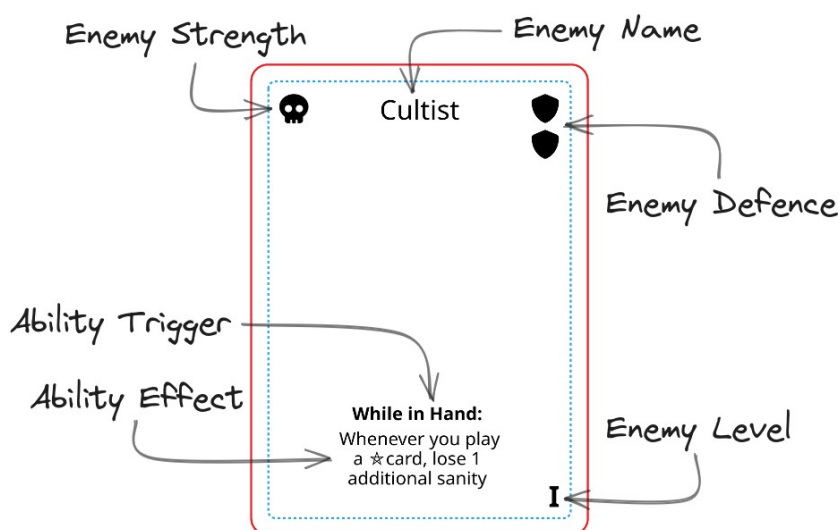 Enemy Strength
Enemy Name
Cultist
Enemy Defence
Ability Trigger
Ability Effect
While in Hand:
Whenever you play
a ☆card, lose 1
additional sanity
Enemy Level
I